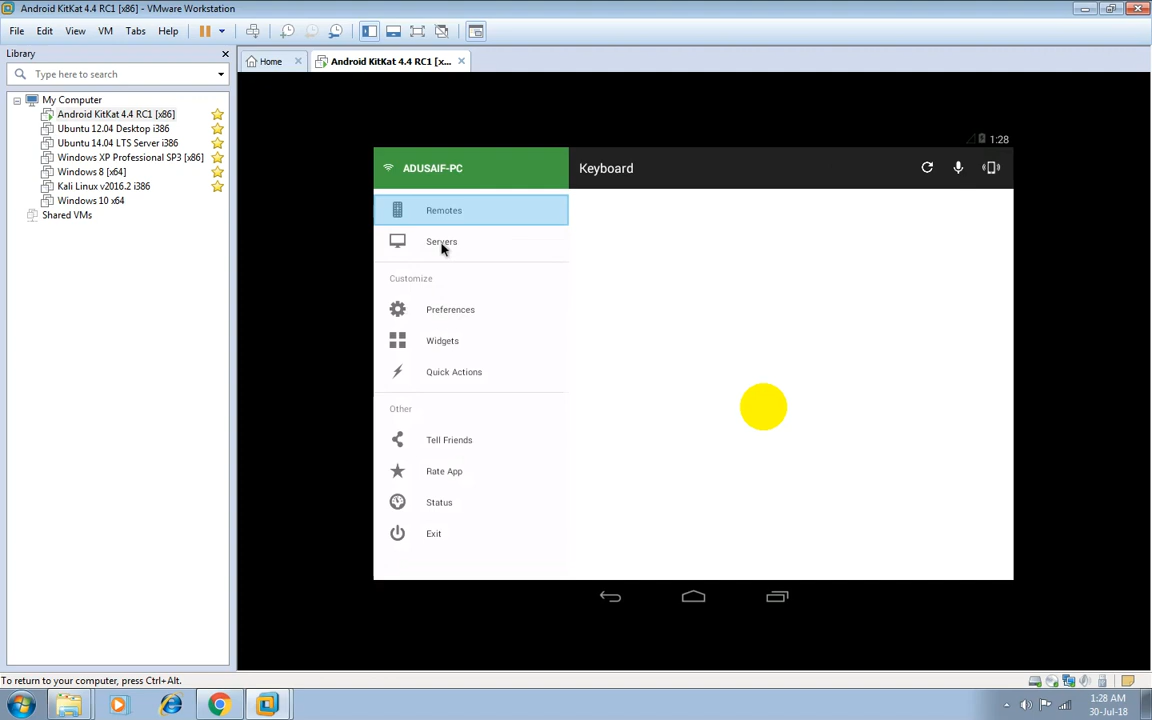 Android KitKat 4.4 RC1 [x86] - VMware Workstation
File Edit View VM Tabs Help
Library
Home
Android KitKat 4.4 RC1 [x...
Type here to search
My Computer
Android KitKat 4.4 RC1 [x86]
Ubuntu 12.04 Desktop i386
Ubuntu 14.04 LTS Server i386
Windows XP Professional SP3 [x86]
Windows 8 [x64]
Kali Linux v2016.2 i386
Windows 10 x64
Shared VMs
1:28
ADUSAIF-PC
Keyboard
Remotes
Servers
Customize
Preferences
Widgets
Quick Actions
Other
Tell Friends
Rate App
Status
Exit
To return to your computer, press Ctrl+Alt.
1:28 AM
30-Jul-18